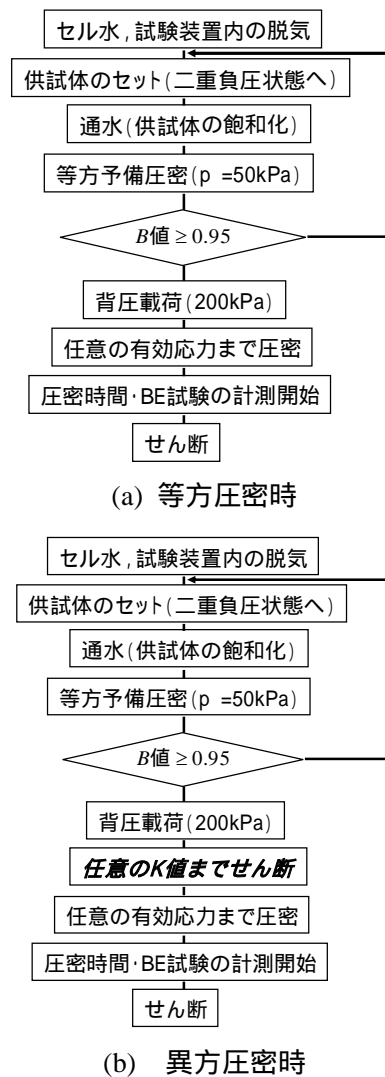 セル水,試験装置内の脱気
供試体のセット(二重負圧状態へ)
通水(供試体の飽和化)
等方予備圧密(p =50kPa)
B値 ≥ 0.95
背圧載荷(200kPa)
任意の有効応力まで圧密
圧密時間・BE試験の計測開始
せん断
(a) 等方圧密時
セル水,試験装置内の脱気
供試体のセット(二重負圧状態へ)
通水(供試体の飽和化)
等方予備圧密(p =50kPa)
B値 ≥ 0.95
背圧載荷(200kPa)
任意のK値までせん断
任意の有効応力まで圧密
圧密時間・BE試験の計測開始
せん断
(b) 異方圧密時